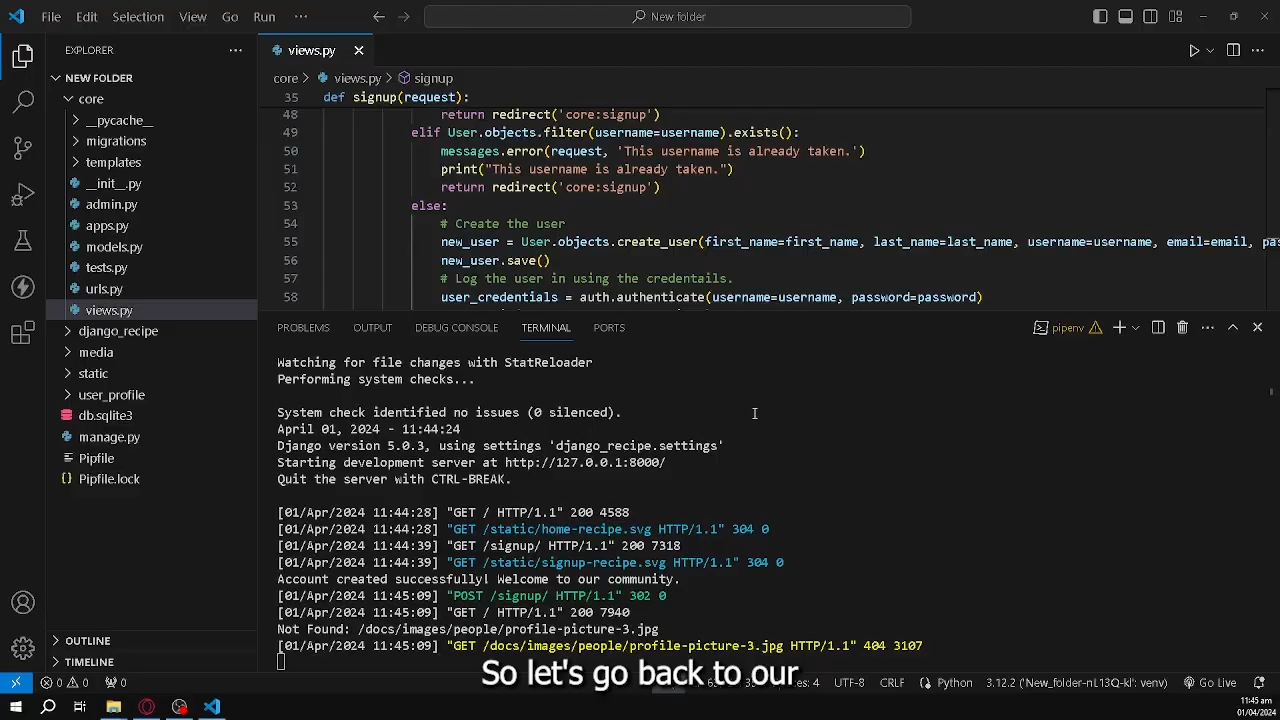 File Edit Selection View Go Run ··· New folder
EXPLORER ···
views.py
NEW FOLDER
core > views.py > signup
core
35 def signup(request):
__pycache__
48 return redirect('core:signup')
migrations
49 elif User.objects.filter(username=username).exists():
templates
50 messages.error(request, 'This username is already taken.')
__init__.py
51 print("This username is already taken.")
admin.py
52 return redirect('core:signup')
apps.py
53 else:
models.py
54 # Create the user
tests.py
55 new_user = User.objects.create_user(first_name=first_name, last_name=last_name, username=username, email=email, pa
urls.py
56 new_user.save()
views.py
57 # Log the user in using the credentails.
58 user_credentials = auth.authenticate(username=username, password=password)
django_recipe
media
static
user_profile
db.sqlite3
manage.py
Pipfile
Pipfile.lock
PROBLEMS OUTPUT DEBUG CONSOLE TERMINAL PORTS pipenv
Watching for file changes with StatReloader
Performing system checks...
System check identified no issues (0 silenced).
April 01, 2024 - 11:44:24
Django version 5.0.3, using settings 'django_recipe.settings'
Starting development server at http://127.0.0.1:8000/
Quit the server with CTRL-BREAK.
[01/Apr/2024 11:44:28] "GET / HTTP/1.1" 200 4588
[01/Apr/2024 11:44:28] "GET /static/home-recipe.svg HTTP/1.1" 304 0
[01/Apr/2024 11:44:39] "GET /signup/ HTTP/1.1" 200 7318
[01/Apr/2024 11:44:39] "GET /static/signup-recipe.svg HTTP/1.1" 304 0
Account created successfully! Welcome to our community.
[01/Apr/2024 11:45:09] "POST /signup/ HTTP/1.1" 302 0
[01/Apr/2024 11:45:09] "GET / HTTP/1.1" 200 7940
Not Found: /docs/images/people/profile-picture-3.jpg
[01/Apr/2024 11:45:09] "GET /docs/images/people/profile-picture-3.jpg HTTP/1.1" 404 3107
OUTLINE
TIMELINE
So let's go back to our
0 0 0 4 UTF-8 CRLF Python 3.12.2 ('New_folder-nL13Q-kl': venv) Go Live
11:45 am
01/04/2024